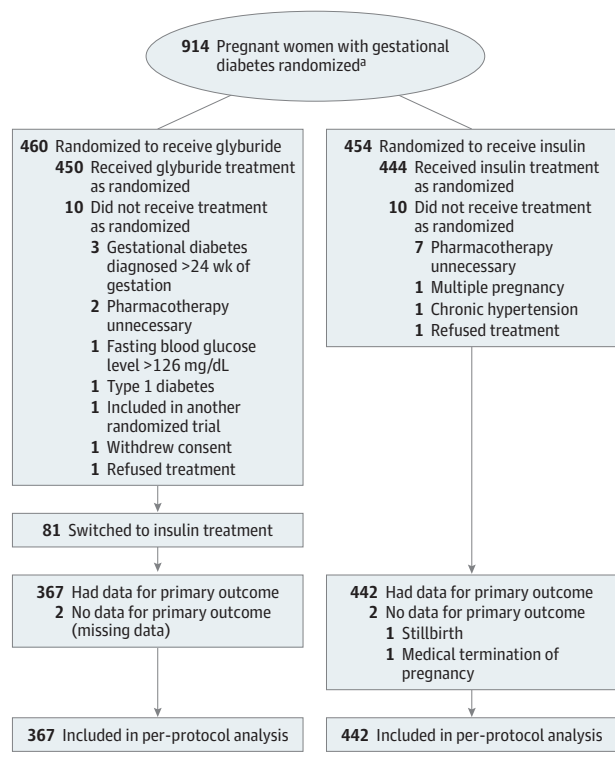 914 Pregnant women with gestational
diabetes randomizedᵃ
460 Randomized to receive glyburide
450 Received glyburide treatment
as randomized
10 Did not receive treatment
as randomized
3 Gestational diabetes
diagnosed >24 wk of
gestation
2 Pharmacotherapy
unnecessary
1 Fasting blood glucose
level >126 mg/dL
1 Type 1 diabetes
1 Included in another
randomized trial
1 Withdrew consent
1 Refused treatment
81 Switched to insulin treatment
367 Had data for primary outcome
2 No data for primary outcome
(missing data)
367 Included in per-protocol analysis
454 Randomized to receive insulin
444 Received insulin treatment
as randomized
10 Did not receive treatment
as randomized
7 Pharmacotherapy
unnecessary
1 Multiple pregnancy
1 Chronic hypertension
1 Refused treatment
442 Had data for primary outcome
2 No data for primary outcome
1 Stillbirth
1 Medical termination of
pregnancy
442 Included in per-protocol analysis